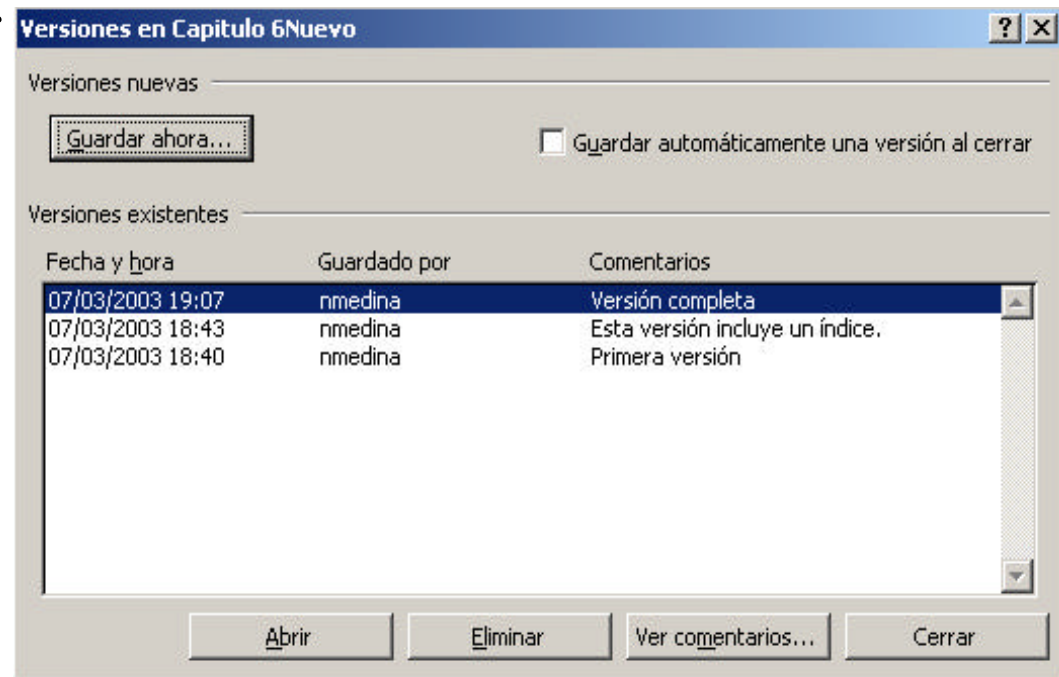 Versiones en Capitulo 6Nuevo
Versiones nuevas
Guardar ahora... Guardar automáticamente una versión al cerrar
Versiones existentes
Fecha y hora Guardado por Comentarios
07/03/2003 19:07 nmedina Versión completa
07/03/2003 18:43 nmedina Esta versión incluye un índice.
07/03/2003 18:40 nmedina Primera versión
Abrir Eliminar Ver comentarios... Cerrar